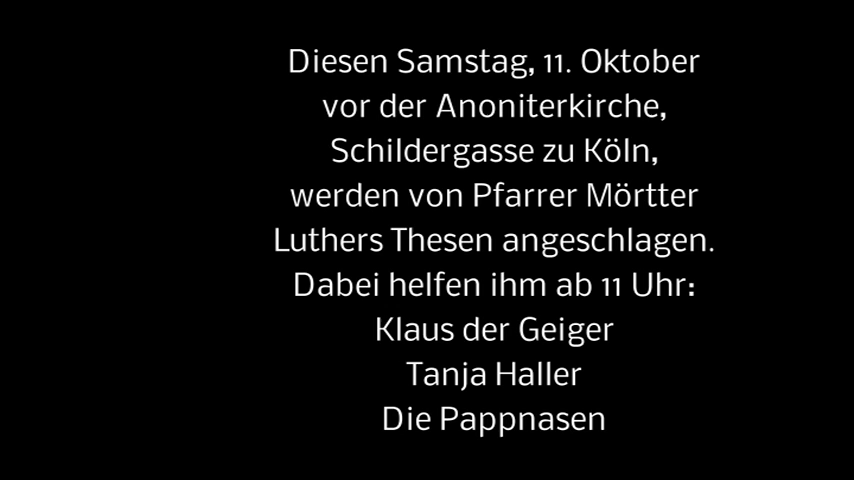 Diesen Samstag, 11. Oktober
vor der Anoniterkirche,
Schildergasse zu Köln,
werden von Pfarrer Mörtter
Luthers Thesen angeschlagen.
Dabei helfen ihm ab 11 Uhr:
Klaus der Geiger
Tanja Haller
Die Pappnasen